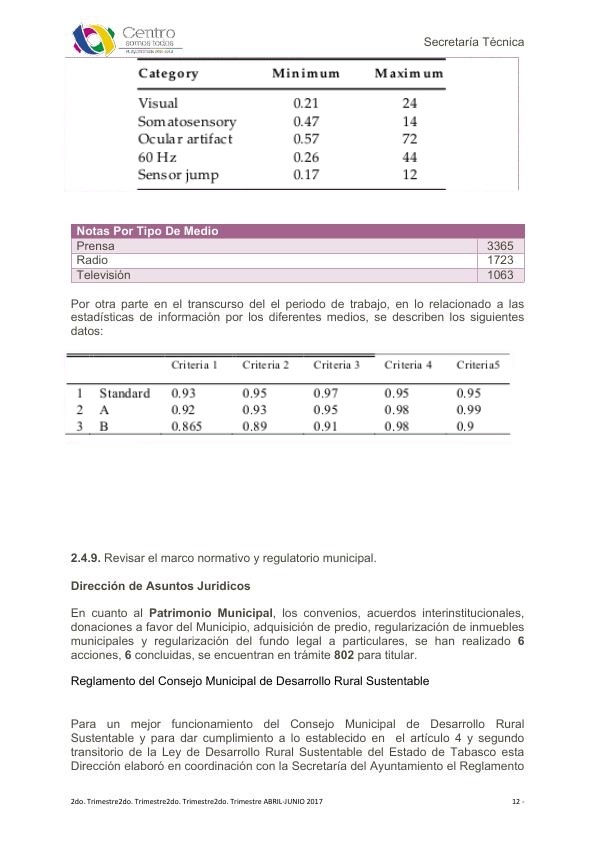 Centro
somos todos
Secretaría Técnica
Category Minimum Maximum
Visual 0.21 24
Somatosensory 0.47 14
Ocular artifact 0.57 72
60 Hz 0.26 44
Sensor jump 0.17 12
Notas Por Tipo De Medio
Prensa 3365
Radio 1723
Televisión 1063
Por otra parte en el transcurso del el periodo de trabajo, en lo relacionado a las
estadísticas de información por los diferentes medios, se describen los siguientes
datos:
Criteria 1 Criteria 2 Criteria 3 Criteria 4 Criteria5
1 Standard 0.93 0.95 0.97 0.95 0.95
2 A 0.92 0.93 0.95 0.98 0.99
3 B 0.865 0.89 0.91 0.98 0.9
2.4.9. Revisar el marco normativo y regulatorio municipal.
Dirección de Asuntos Juridicos
En cuanto al Patrimonio Municipal, los convenios, acuerdos interinstitucionales,
donaciones a favor del Municipio, adquisición de predio, regularización de inmuebles
municipales y regularización del fundo legal a particulares, se han realizado 6
acciones, 6 concluidas, se encuentran en trámite 802 para titular.
Reglamento del Consejo Municipal de Desarrollo Rural Sustentable
Para un mejor funcionamiento del Consejo Municipal de Desarrollo Rural
Sustentable y para dar cumplimiento a lo establecido en el artículo 4 y segundo
transitorio de la Ley de Desarrollo Rural Sustentable del Estado de Tabasco esta
Dirección elaboró en coordinación con la Secretaría del Ayuntamiento el Reglamento
2do. Trimestre2do. Trimestre2do. Trimestre2do. Trimestre ABRIL-JUNIO 2017 12 -